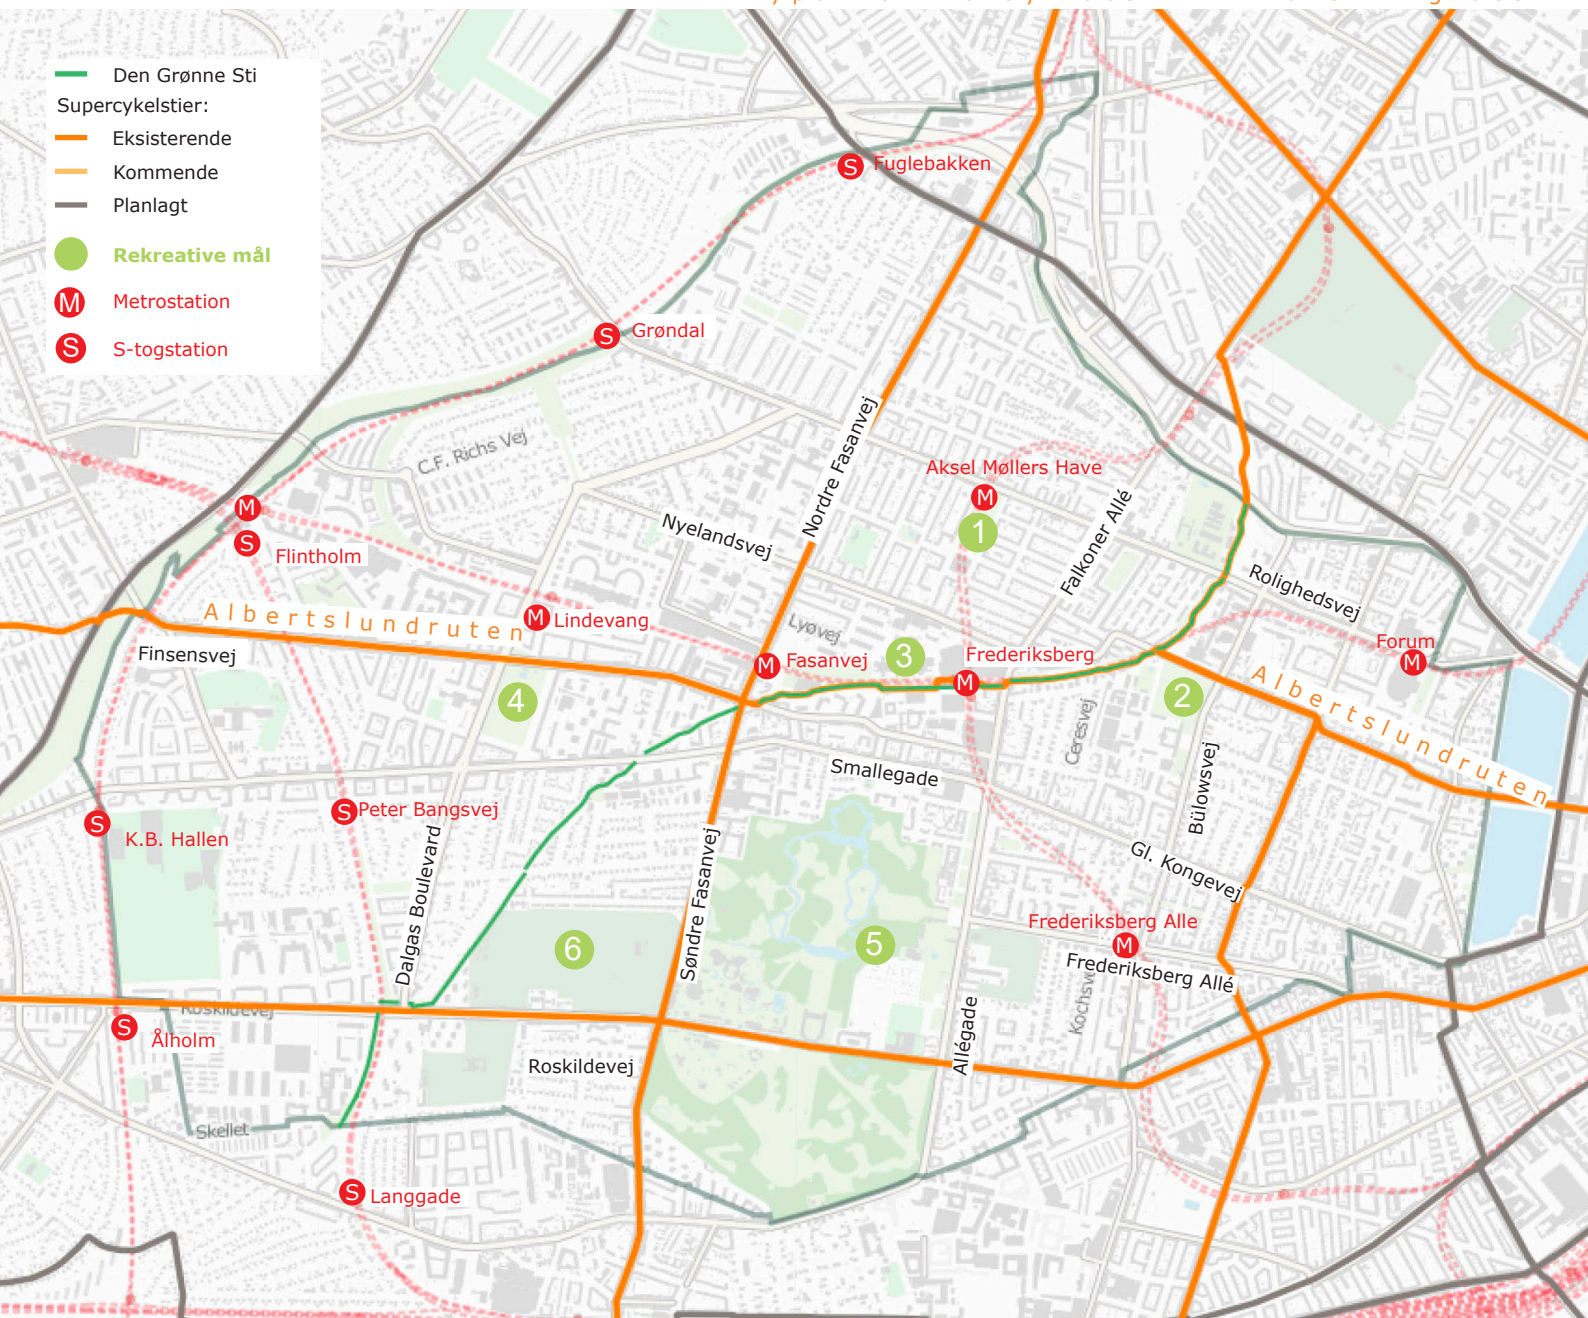 Den Grønne Sti
Supercykelstier:
Eksisterende
Kommende
Planlagt
Rekreative mål
M Metrostation
S S-togstation
S Fuglebakken
S Grøndal
C.F. Richs Vej
Nordre Fasanvej
Aksel Møllers Have
M
1
Falkoner Allé
Nyelandsvej
M
S
Flintholm
Rolighedsvej
Albertslundruten
M Lindevang
Lyøvej
Finsensvej
M Fasanvej
3
Frederiksberg
M
Forum
M
4
2
Albertslundruten
Ceresvej
Smallegade
Bülowsvej
S Peter Bangsvej
S
K.B. Hallen
Dalgas Boulevard
Søndre Fasanvej
Gl. Kongevej
6
5
Frederiksberg Alle
M
Frederiksberg Allé
Roskildevej
S
Ålholm
Allégade
Roskildevej
Skellet
S Langgade